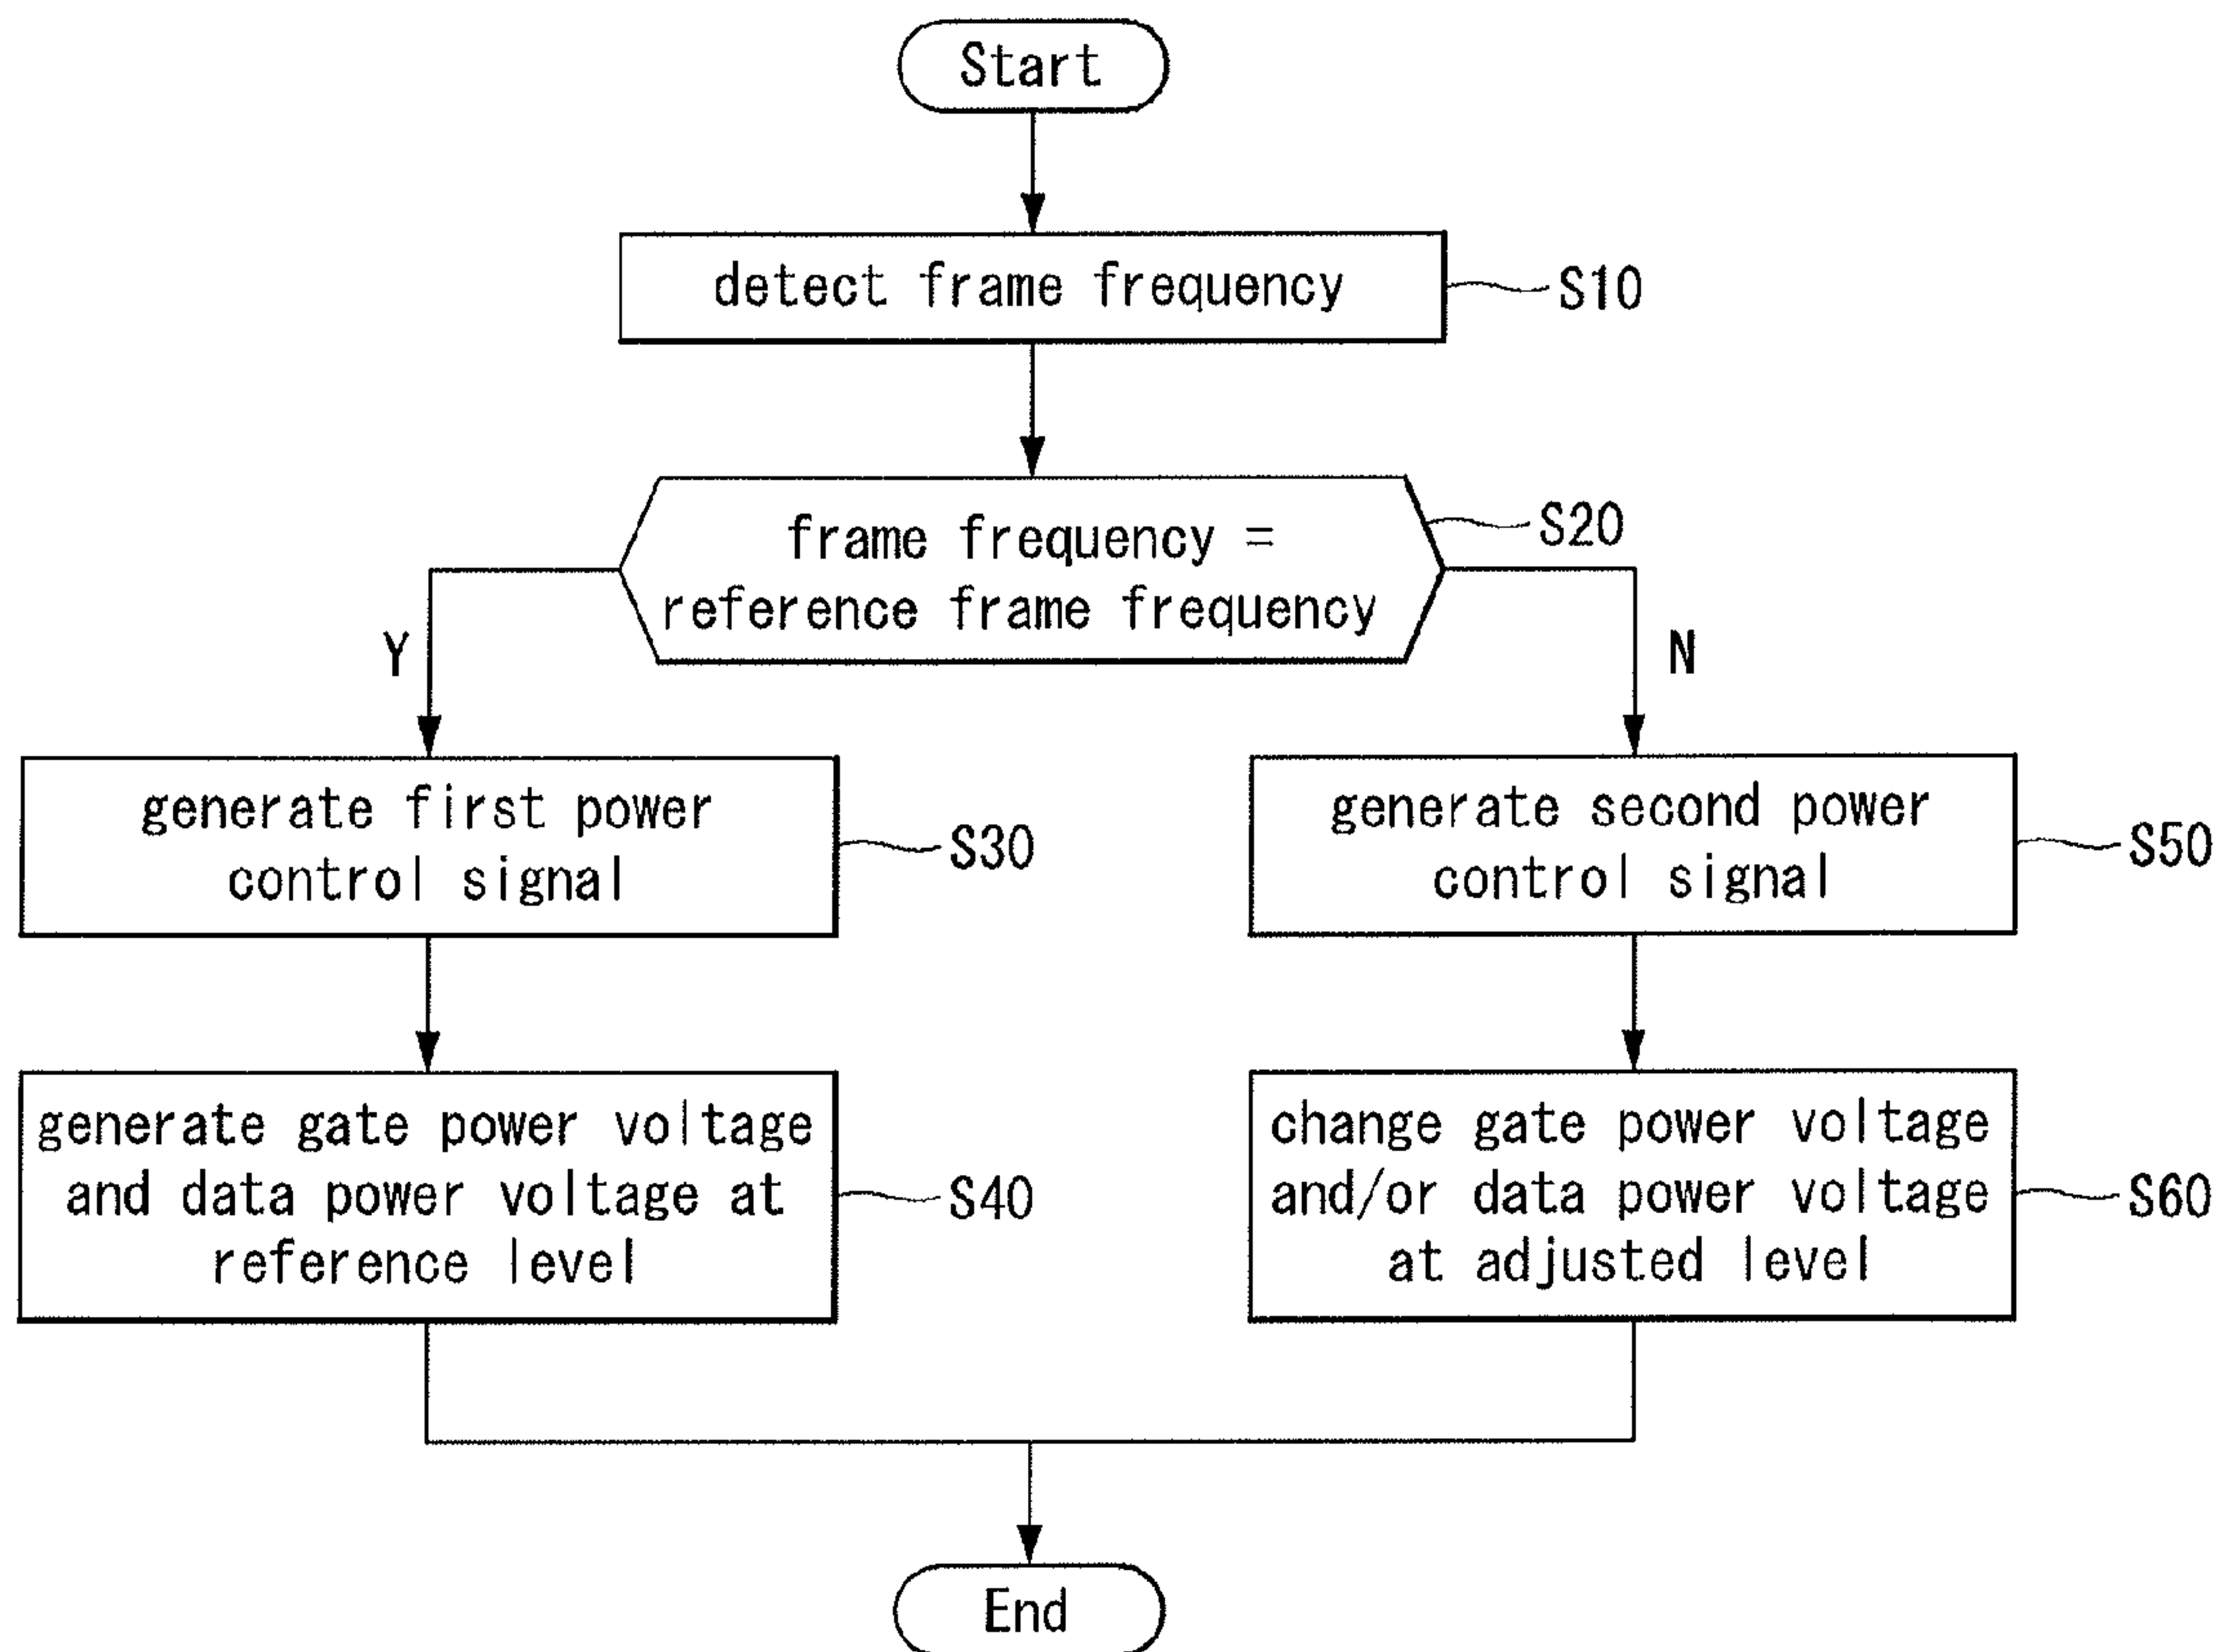 Start
detect frame frequency
S10
frame frequency =
reference frame frequency
S20
Y
N
generate first power
control signal
S30
generate second power
control signal
S50
generate gate power voltage
and data power voltage at
reference level
S40
change gate power voltage
and/or data power voltage
at adjusted level
S60
End